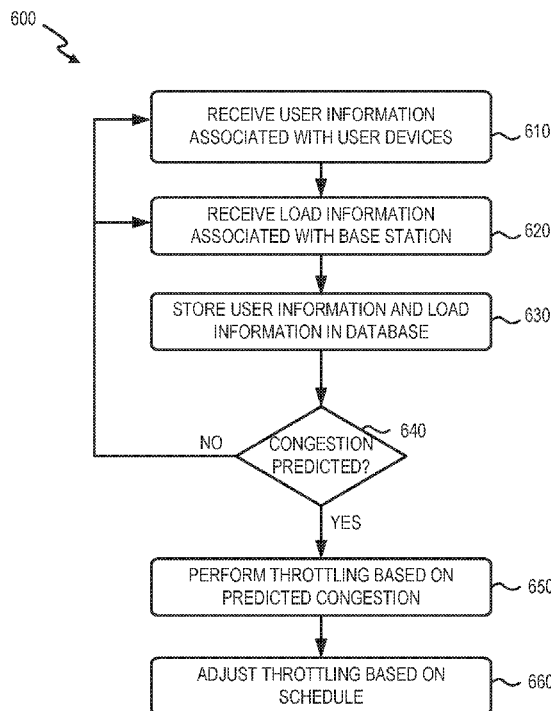 600
RECEIVE USER INFORMATION
ASSOCIATED WITH USER DEVICES
610
RECEIVE LOAD INFORMATION
ASSOCIATED WITH BASE STATION
620
STORE USER INFORMATION AND LOAD
INFORMATION IN DATABASE
630
640
NO
CONGESTION
PREDICTED?
YES
PERFORM THROTTLING BASED ON
PREDICTED CONGESTION
650
ADJUST THROTTLING BASED ON
SCHEDULE
660